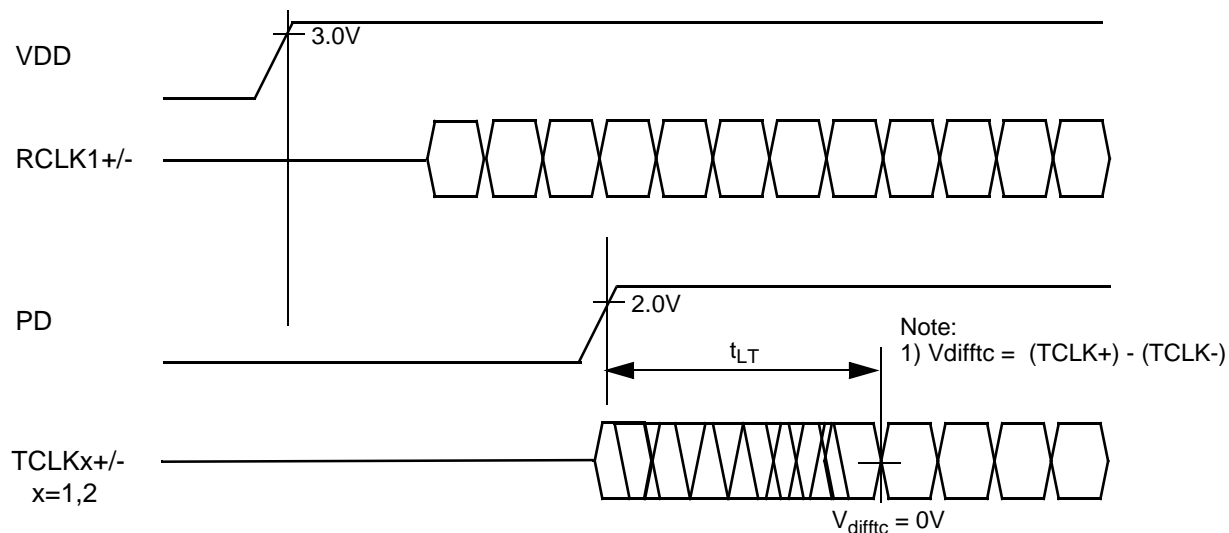 3.0V
VDD
RCLK1+/-
2.0V
PD
Note:
1) Vdifftc = (TCLK+) - (TCLK-)
tLT
TCLKx+/-
x=1,2
Vdifftc = 0V